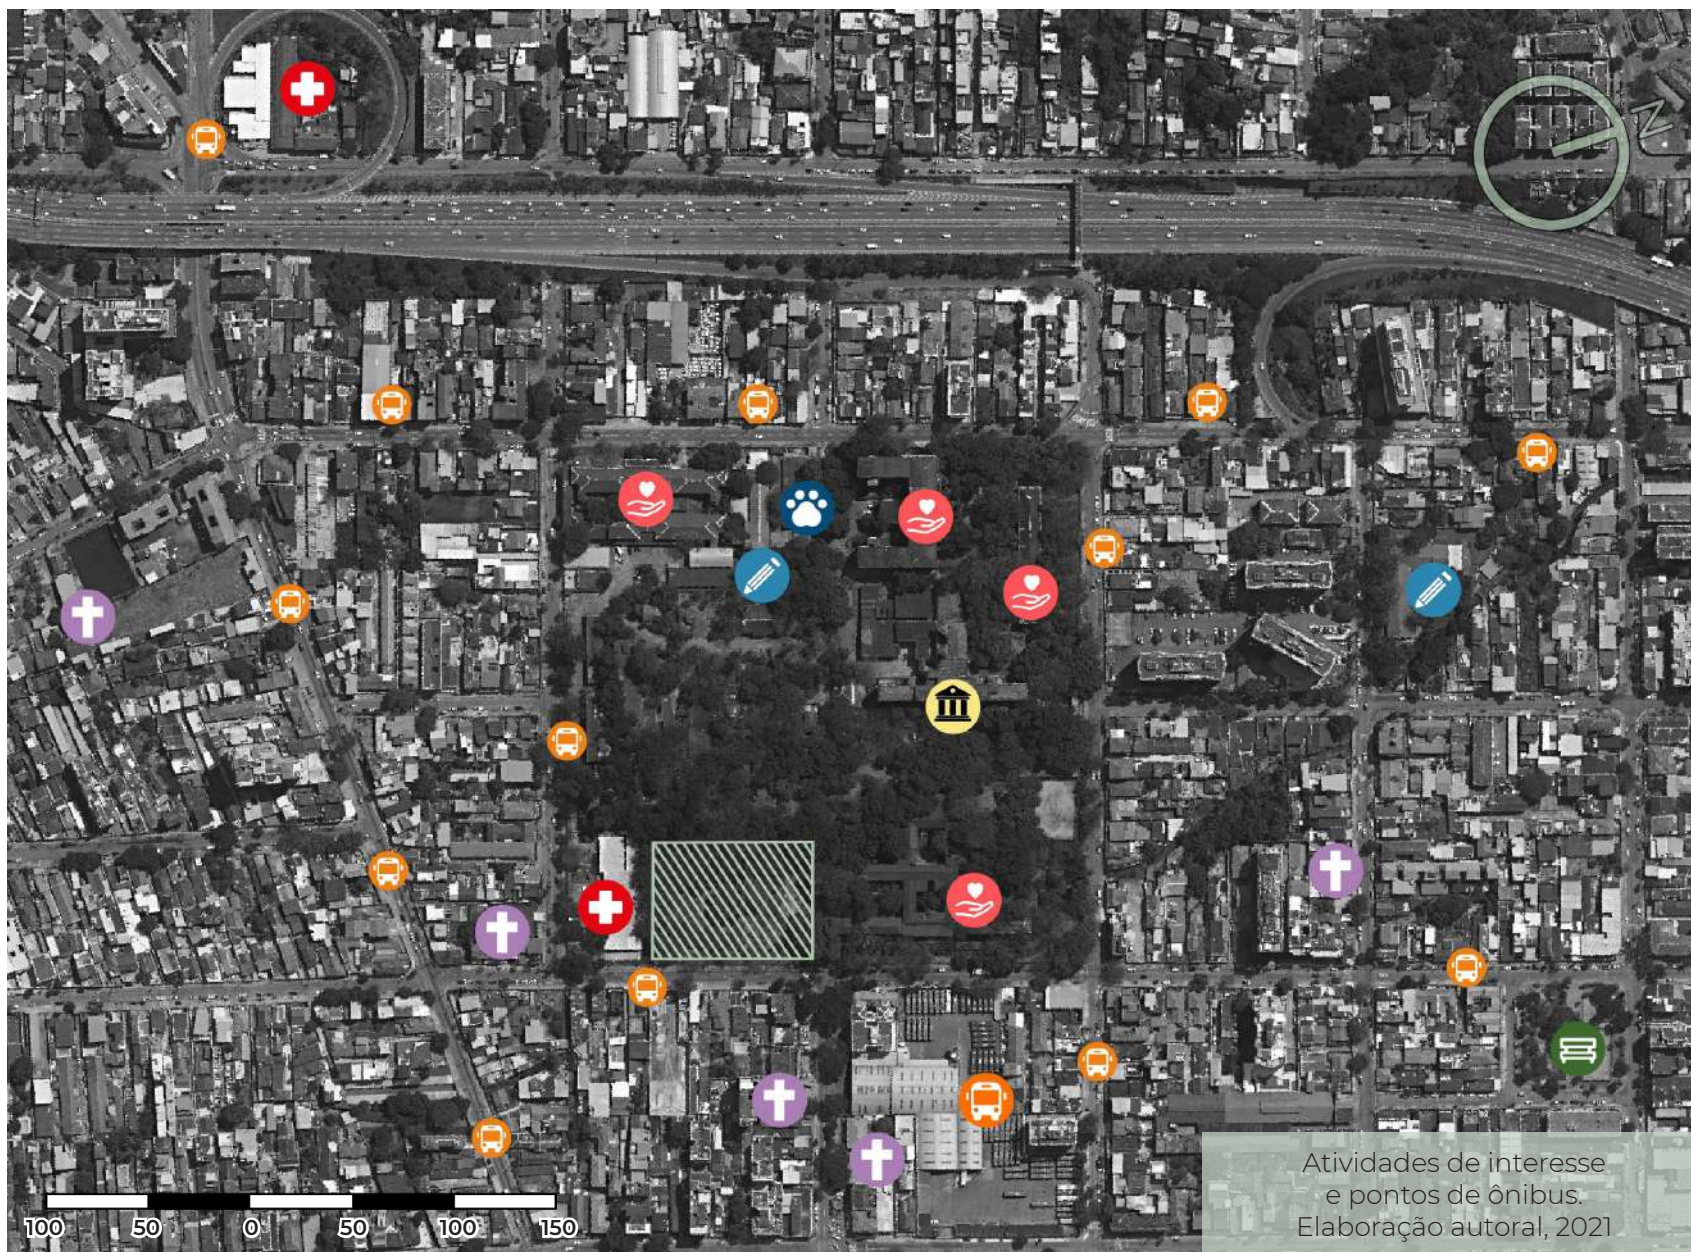 N
100 50 0 50 100 150
Atividades de interesse
e pontos de ônibus.
Elaboração autoral, 2021